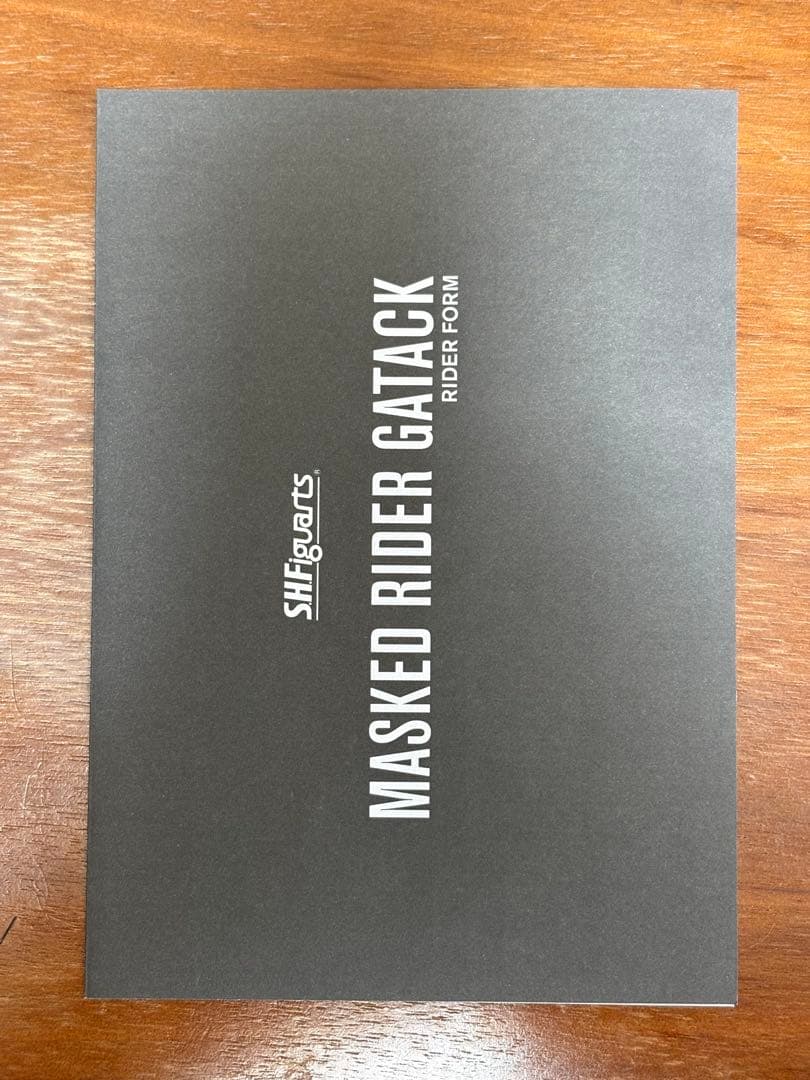 S.H.Figuarts®
MASKED RIDER GATACK
RIDER FORM